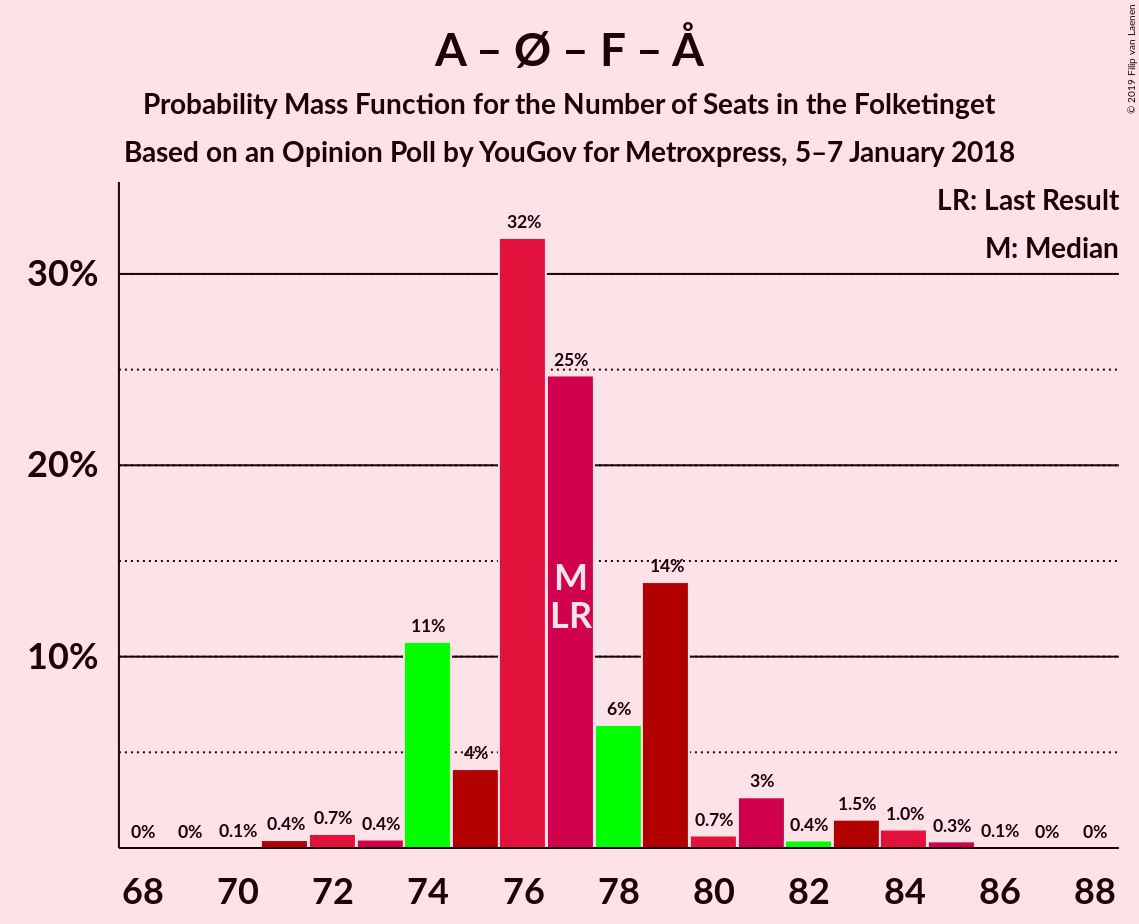 A – Ø – F – Å
Probability Mass Function for the Number of Seats in the Folketinget
Based on an Opinion Poll by YouGov for Metroxpress, 5–7 January 2018
© 2019 Filip van Laenen
LR: Last Result
M: Median
30%
20%
10%
0%
0%
0.1%
0.4%
0.7%
0.4%
11%
4%
32%
25%
M
LR
6%
14%
0.7%
3%
0.4%
1.5%
1.0%
0.3%
0.1%
0%
0%
68 70 72 74 76 78 80 82 84 86 88